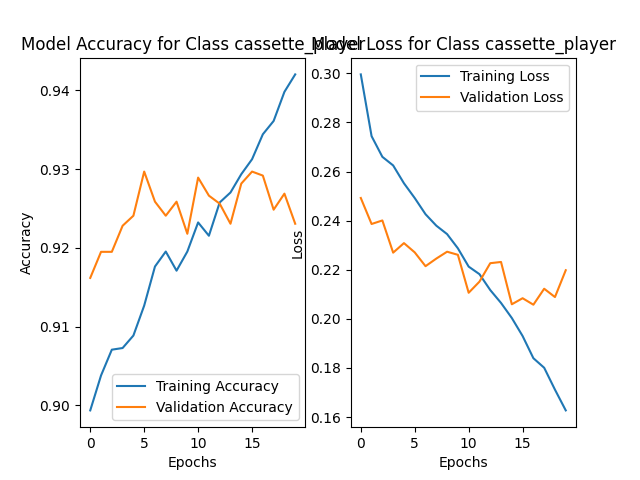 Model Accuracy for Class cassette_player
Model Loss for Class cassette_player
0.94
0.93
0.92
0.91
0.90
Accuracy
Training Accuracy
Validation Accuracy
0 5 10 15
Epochs
0.30
0.28
0.26
0.24
0.22
0.20
0.18
0.16
Loss
Training Loss
Validation Loss
0 5 10 15
Epochs